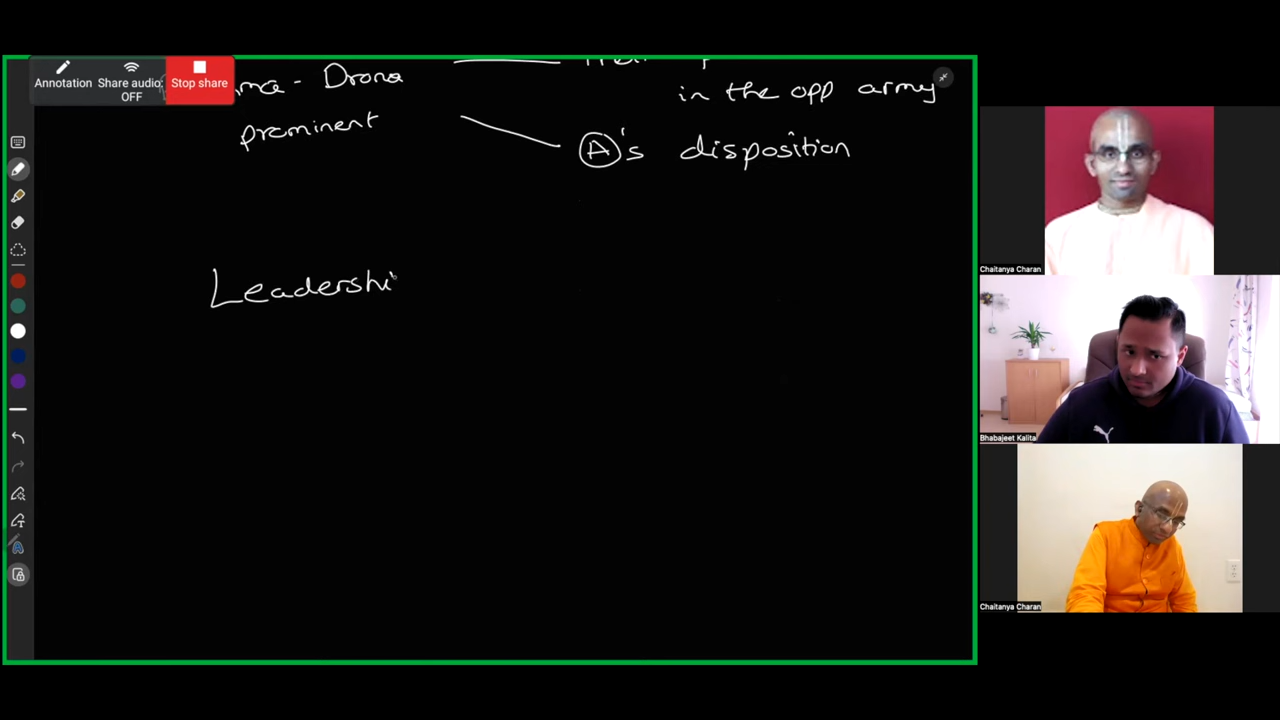 Annotation Share audio: OFF Stop share
ma - Drona
in the opp army
prominent
A's disposition
Leadershi
Chaitanya Charan
Bhabajeet Kalita
Chaitanya Charan